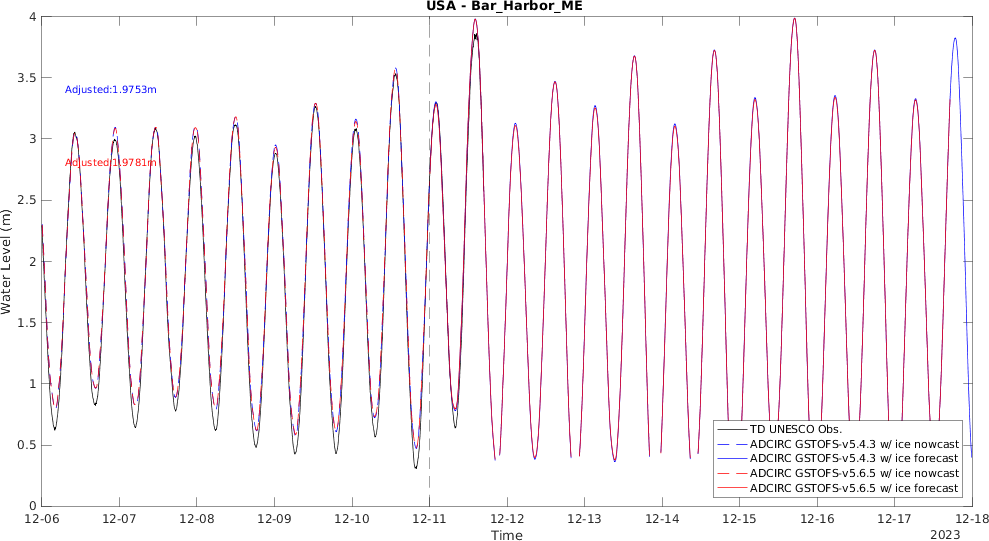 USA - Bar_Harbor_ME
4
3.5
3
2.5
2
1.5
1
0.5
0
Water Level (m)
Adjusted:1.9753m
Adjusted:1.9781m
TD UNESCO Obs.
ADCIRC GSTOFS-v5.4.3 w/ ice nowcast
ADCIRC GSTOFS-v5.4.3 w/ ice forecast
ADCIRC GSTOFS-v5.6.5 w/ ice nowcast
ADCIRC GSTOFS-v5.6.5 w/ ice forecast
12-06 12-07 12-08 12-09 12-10 12-11 12-12 12-13 12-14 12-15 12-16 12-17 12-18
Time
2023